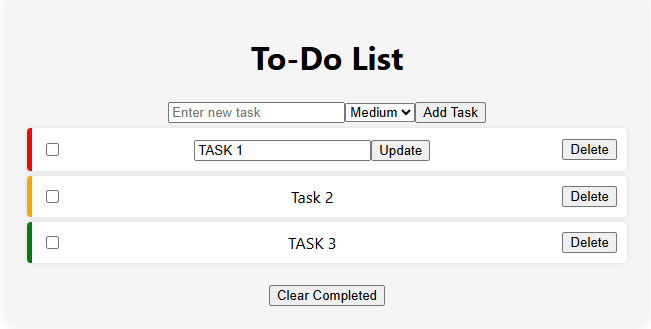 To-Do List
Enter new task Medium Add Task
TASK 1 Update Delete
Task 2 Delete
TASK 3 Delete
Clear Completed